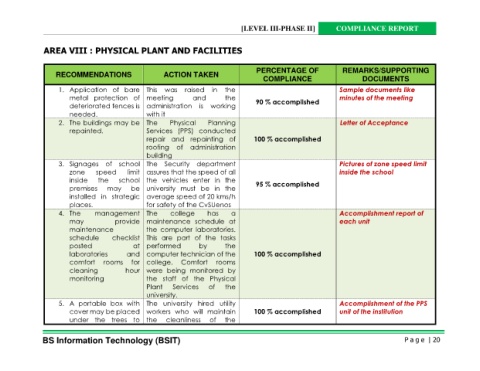 [LEVEL III-PHASE II] COMPLIANCE REPORT
AREA VIII : PHYSICAL PLANT AND FACILITIES
RECOMMENDATIONS
ACTION TAKEN
PERCENTAGE OF
COMPLIANCE
REMARKS/SUPPORTING
DOCUMENTS
1. Application of bare
metal protection of
deteriorated fences is
needed.
This was raised in the
meeting and the
administration is working
with it
90 % accomplished
Sample documents like
minutes of the meeting
2. The buildings may be
repainted.
The Physical Planning
Services (PPS) conducted
repair and repainting of
roofing of administration
building
100 % accomplished
Letter of Acceptance
3. Signages of school
zone speed limit
inside the school
premises may be
installed in strategic
places.
The Security department
assures that the speed of all
the vehicles enter in the
university must be in the
average speed of 20 kms/h
for safety of the CvSUenos
95 % accomplished
Pictures of zone speed limit
inside the school
4. The management
may provide
maintenance
schedule checklist
posted at
laboratories and
comfort rooms for
cleaning hour
monitoring
The college has a
maintenance schedule at
the computer laboratories.
This are part of the tasks
performed by the
computer technician of the
college. Comfort rooms
were being monitored by
the staff of the Physical
Plant Services of the
university.
100 % accomplished
Accomplishment report of
each unit
5. A portable box with
cover may be placed
under the trees to
The university hired utility
workers who will maintain
the cleanliness of the
100 % accomplished
Accomplishment of the PPS
unit of the institution
BS Information Technology (BSIT)
Page | 20